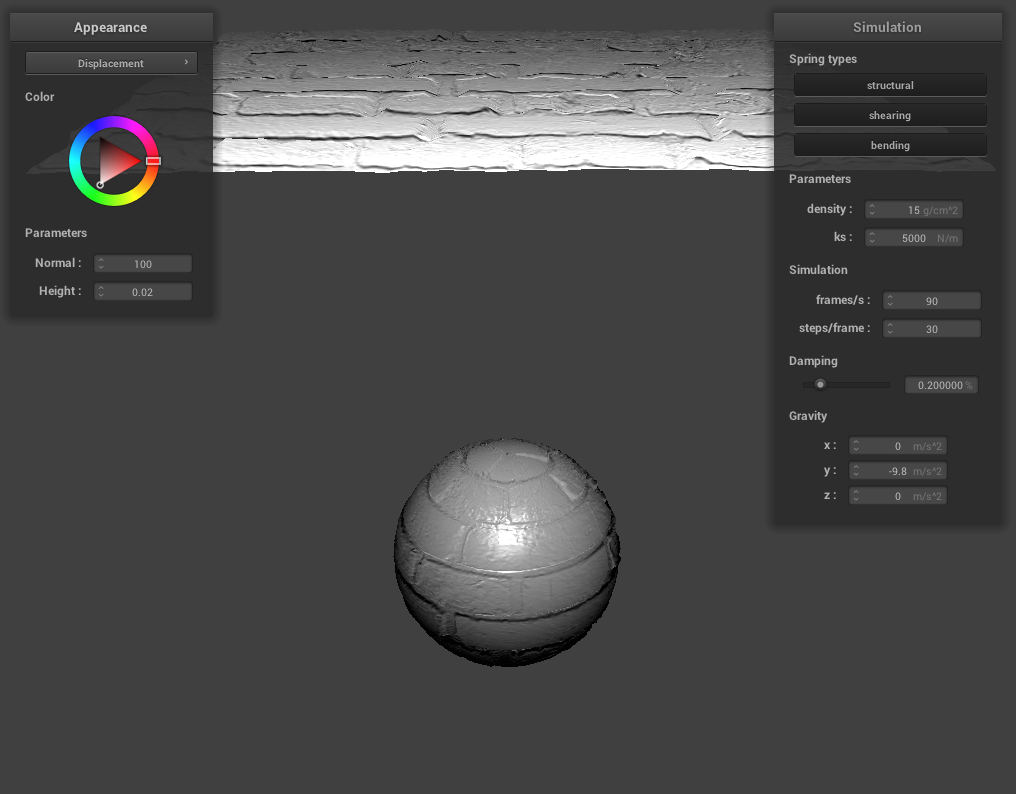 Appearance
Displacement
Color
Parameters
Normal : 100
Height : 0.02
Simulation
Spring types
structural
shearing
bending
Parameters
density : 15 g/cm^2
ks : 5000 N/m
Simulation
frames/s : 90
steps/frame : 30
Damping
0.200000 %
Gravity
x : 0 m/s^2
y : -9.8 m/s^2
z : 0 m/s^2